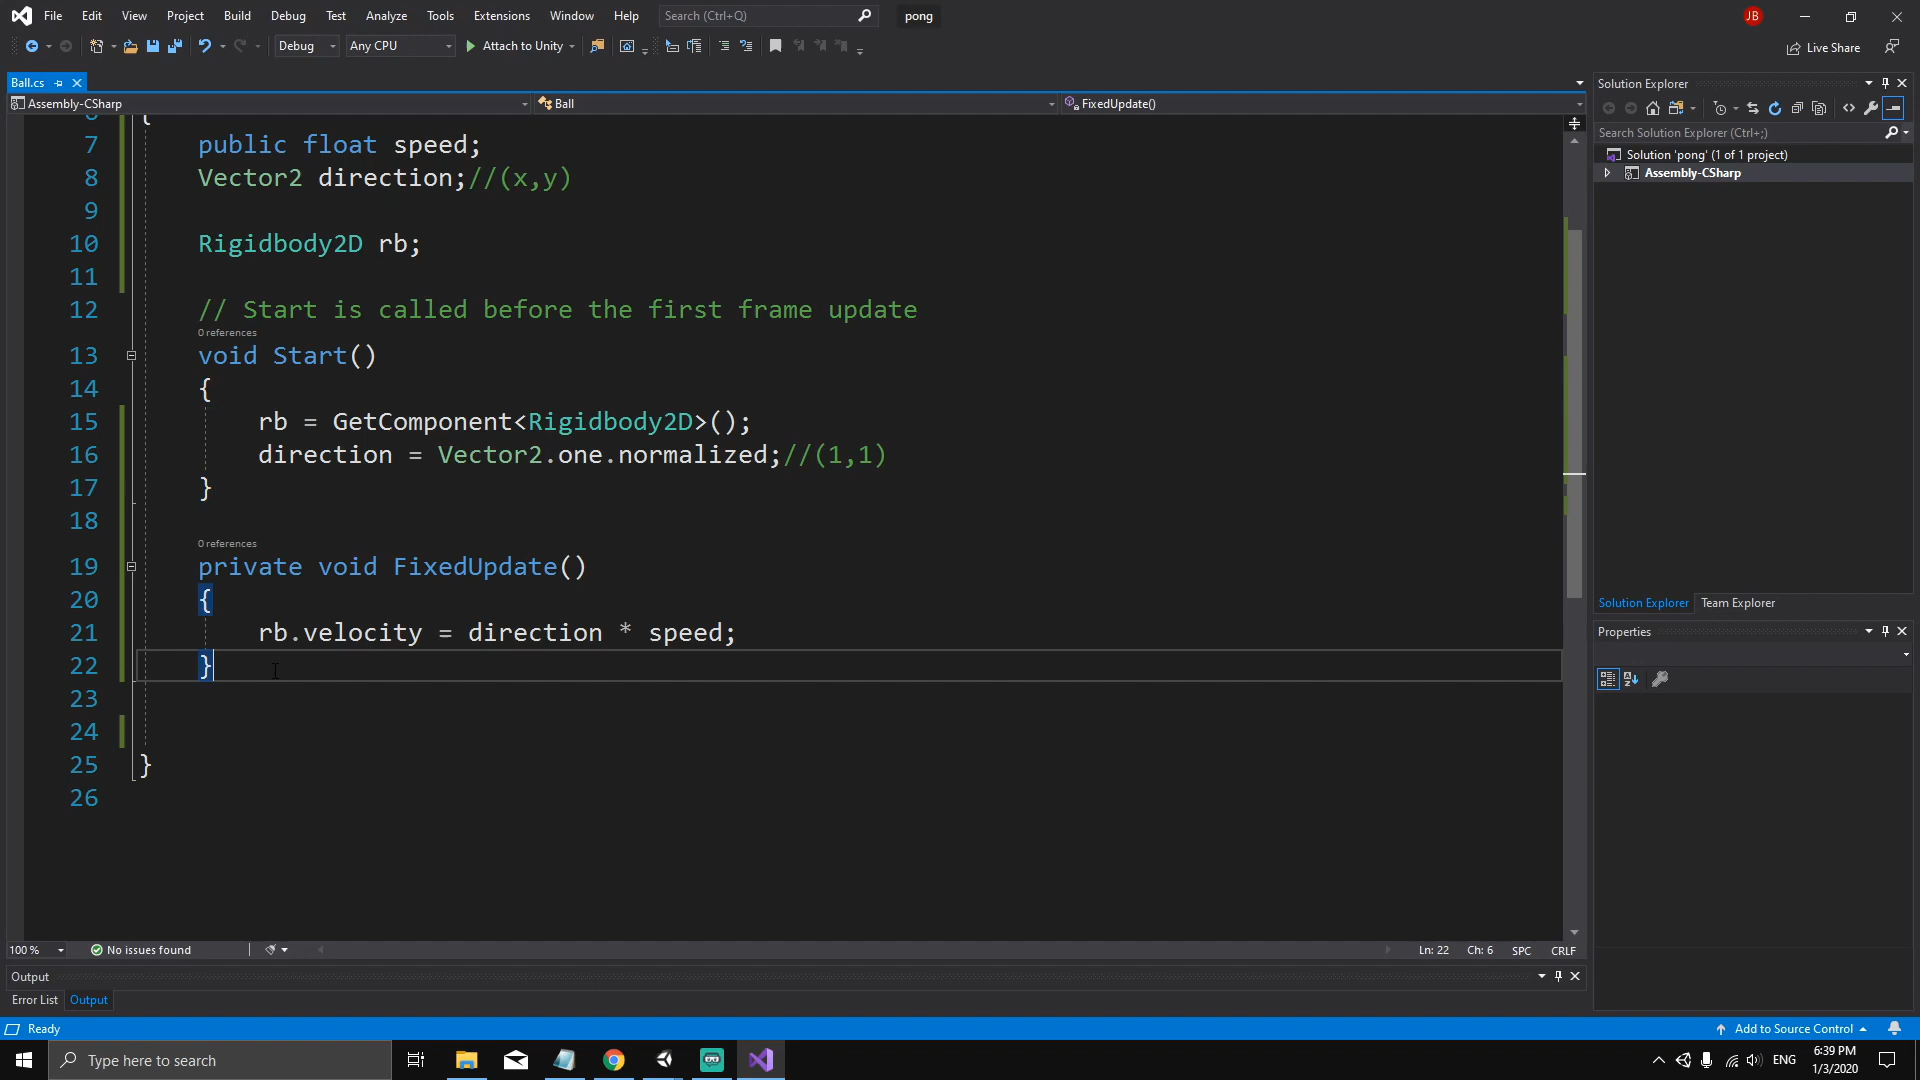 File Edit View Project Build Debug Test Analyze Tools Extensions Window Help Search (Ctrl+Q) pong JB
Debug Any CPU Attach to Unity Live Share
Ball.cs
Assembly-CSharp Ball FixedUpdate()
{
7 public float speed;
8 Vector2 direction;//(x,y)
9
10 Rigidbody2D rb;
11
12 // Start is called before the first frame update
0 references
13 void Start()
14 {
15 rb = GetComponent<Rigidbody2D>();
16 direction = Vector2.one.normalized;//(1,1)
17 }
18
0 references
19 private void FixedUpdate()
20 {
21 rb.velocity = direction * speed;
22 }
23
24
25 }
26
100 % No issues found Ln: 22 Ch: 6 SPC CRLF
Output
Error List Output
Solution Explorer
Search Solution Explorer (Ctrl+;)
Solution 'pong' (1 of 1 project)
Assembly-CSharp
Solution Explorer Team Explorer
Properties
Ready Add to Source Control
Type here to search ENG 6:39 PM
1/3/2020